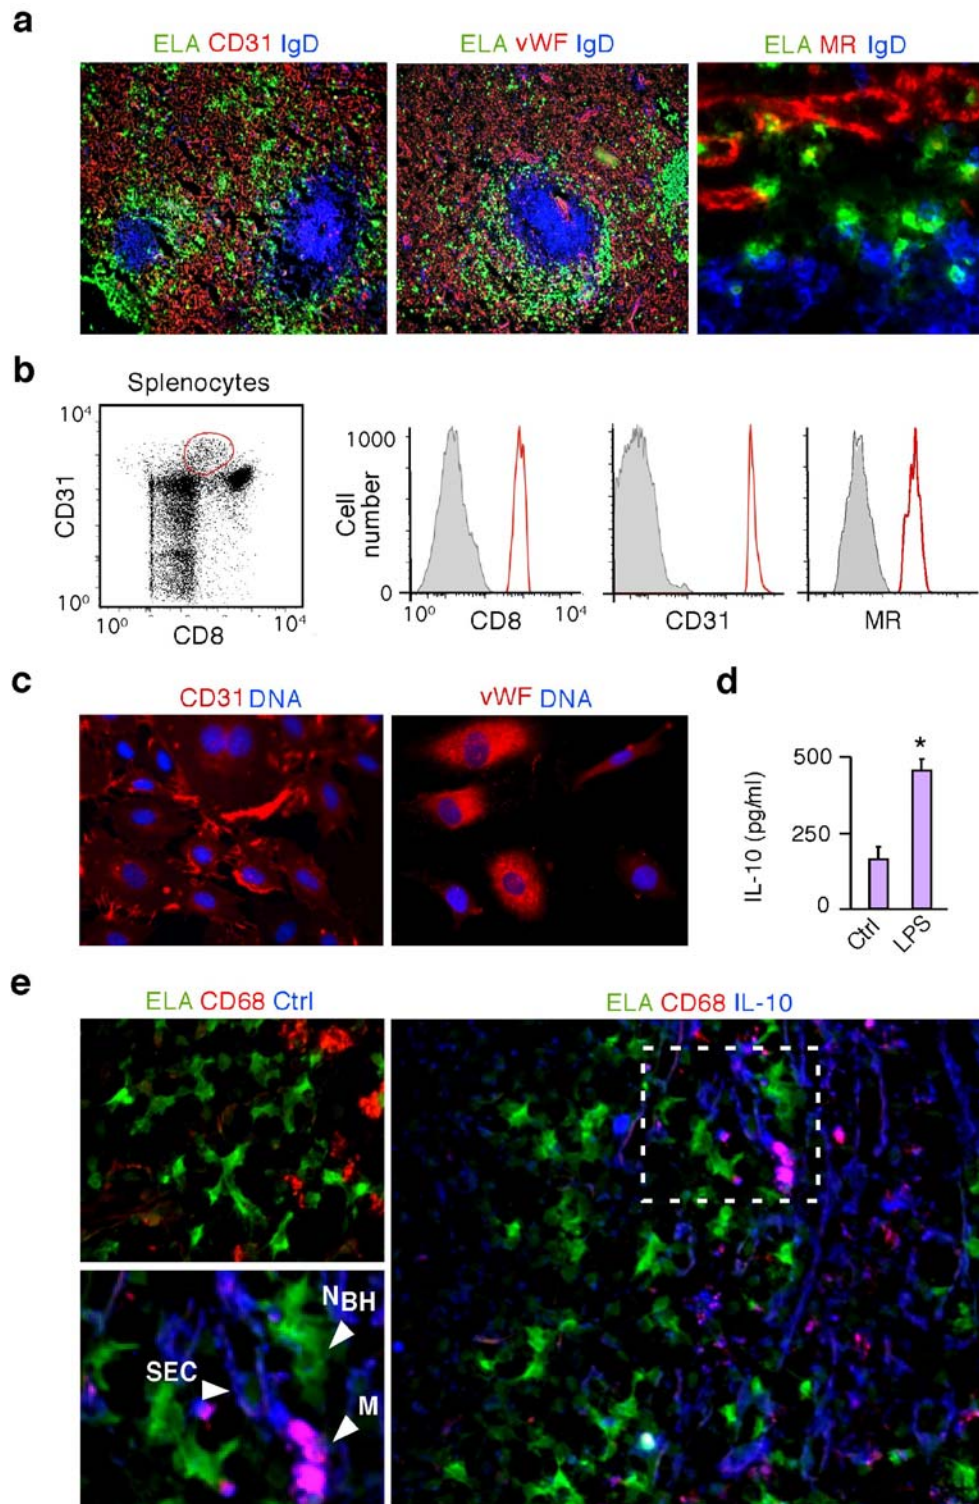 a
ELA CD31 IgD
ELA vWF IgD
ELA MR IgD
b
Splenocytes
10⁴
CD31
10⁰
10⁰
CD8
10⁴
1000
Cell
number
0
10⁰
CD8
10⁴
CD31
MR
c
CD31 DNA
vWF DNA
d
500
250
0
IL-10 (pg/ml)
*
Ctrl
LPS
e
ELA CD68 Ctrl
ELA CD68 IL-10
NBH
SEC
M